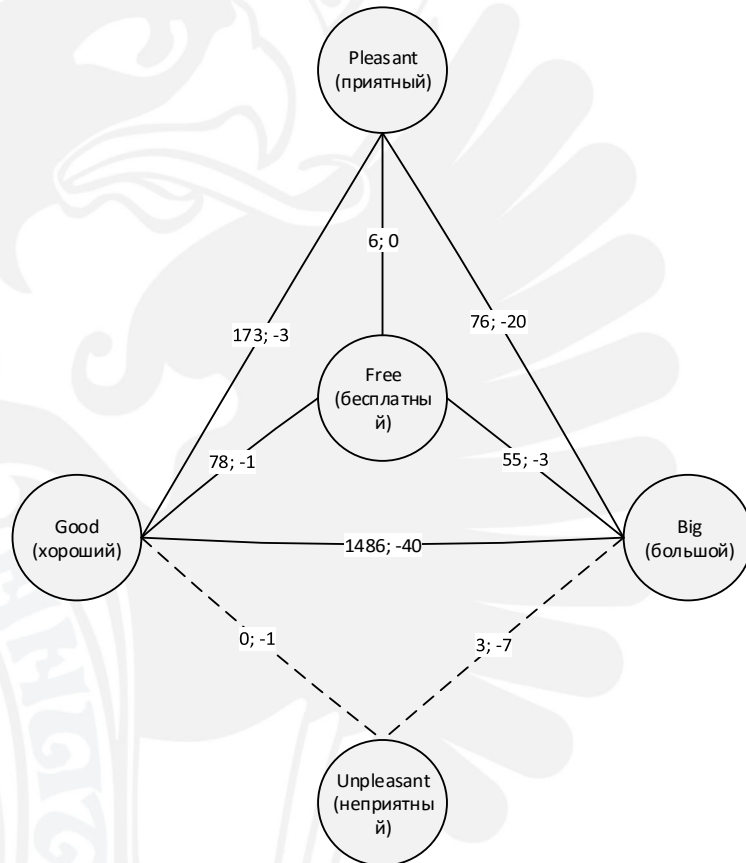 Pleasant
(приятный)
6; 0
173; -3
76; -20
Free
(бесплатны
й)
78; -1
55; -3
Good
(хороший)
1486; -40
Big
(большой)
0; -1
3; -7
Unpleasant
(неприятны
й)